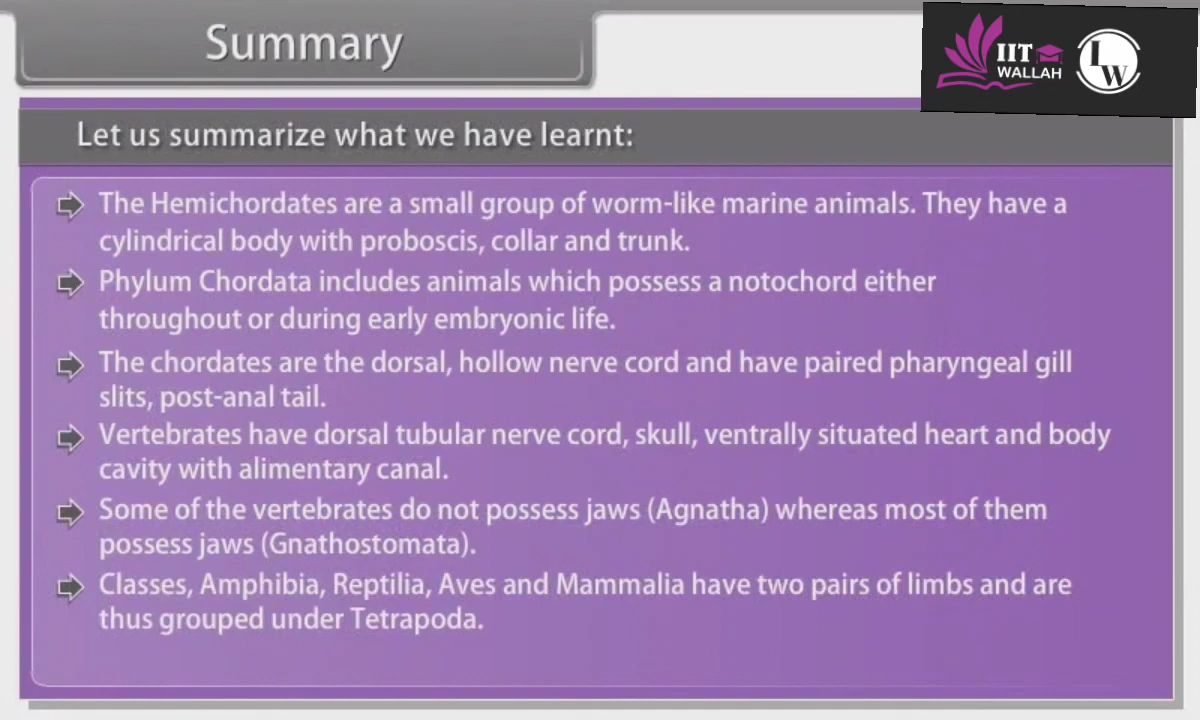 Summary
IIT
WALLAH
LW
Let us summarize what we have learnt:
The Hemichordates are a small group of worm-like marine animals. They have a
cylindrical body with proboscis, collar and trunk.
Phylum Chordata includes animals which possess a notochord either
throughout or during early embryonic life.
The chordates are the dorsal, hollow nerve cord and have paired pharyngeal gill
slits, post-anal tail.
Vertebrates have dorsal tubular nerve cord, skull, ventrally situated heart and body
cavity with alimentary canal.
Some of the vertebrates do not possess jaws (Agnatha) whereas most of them
possess jaws (Gnathostomata).
Classes, Amphibia, Reptilia, Aves and Mammalia have two pairs of limbs and are
thus grouped under Tetrapoda.